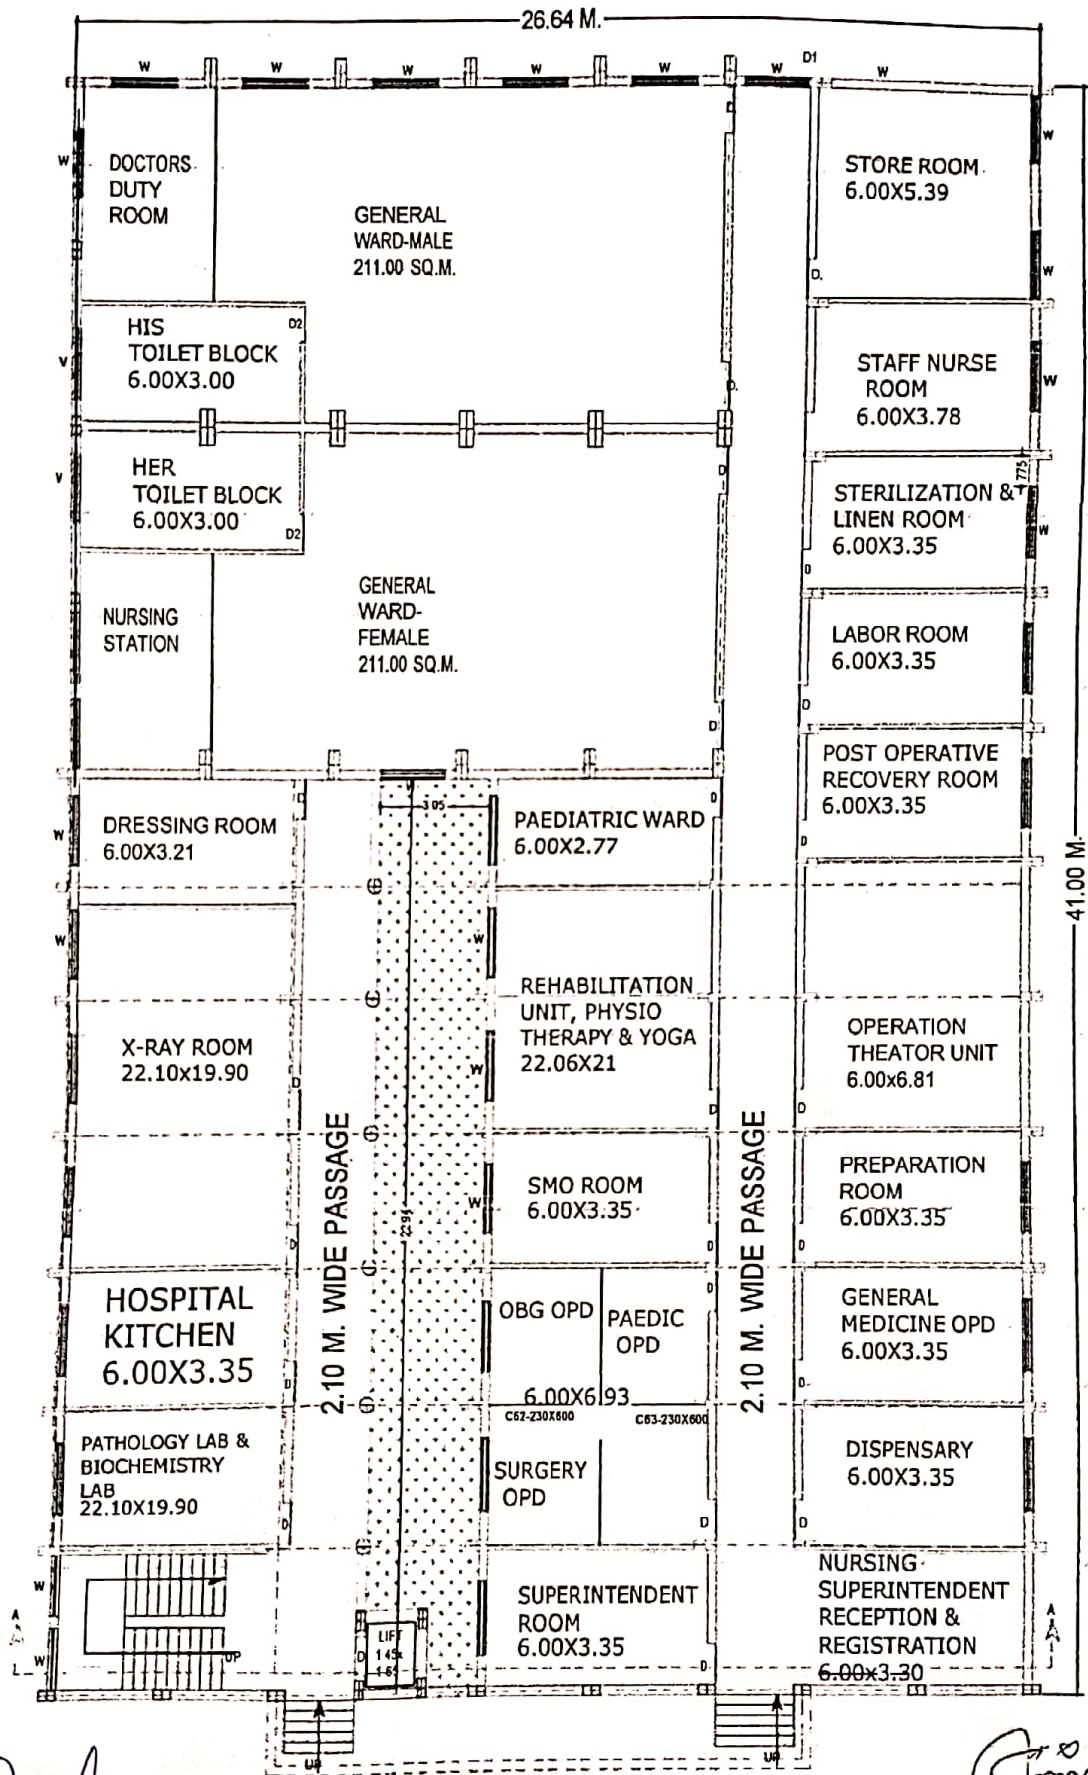 26.64 M.
W
W
W
W
W
W
D1
W
W
DOCTORS
DUTY
ROOM
GENERAL
WARD-MALE
211.00 SQ.M.
D
STORE ROOM
6.00X5.39
W
W
D.
HIS
TOILET BLOCK
6.00X3.00
D2
V
D.
STAFF NURSE
ROOM
6.00X3.78
W
HER
TOILET BLOCK
6.00X3.00
D2
V
D
STERILIZATION &
LINEN ROOM
6.00X3.35
.775
W
D
NURSING
STATION
GENERAL
WARD-
FEMALE
211.00 SQ.M.
D
LABOR ROOM
6.00X3.35
D
POST OPERATIVE
RECOVERY ROOM
6.00X3.35
D
41.00 M.
DRESSING ROOM
6.00X3.21
W
D
3.05
PAEDIATRIC WARD
6.00X2.77
D
W
X-RAY ROOM
22.10x19.90
D
D
W
W
REHABILITATION
UNIT, PHYSIO
THERAPY & YOGA
22.06X21
D
OPERATION
THEATOR UNIT
6.00x6.81
D
2.10 M. WIDE PASSAGE
W
SMO ROOM
6.00X3.35
D
2.10 M. WIDE PASSAGE
PREPARATION
ROOM
6.00X3.35
D
HOSPITAL
KITCHEN
6.00X3.35
D
OBG OPD
PAEDIC
OPD
6.00X6.93
C62-230X600
C63-230X600
D
GENERAL
MEDICINE OPD
6.00X3.35
D
PATHOLOGY LAB &
BIOCHEMISTRY
LAB
22.10X19.90
D
SURGERY
OPD
D
DISPENSARY
6.00X3.35
D
W
W
UP
LIFT
1.45x
1.65
D
SUPERINTENDENT
ROOM
6.00X3.35
D
NURSING
SUPERINTENDENT
RECEPTION &
REGISTRATION
6.00x3.30
A
A
UP
UP